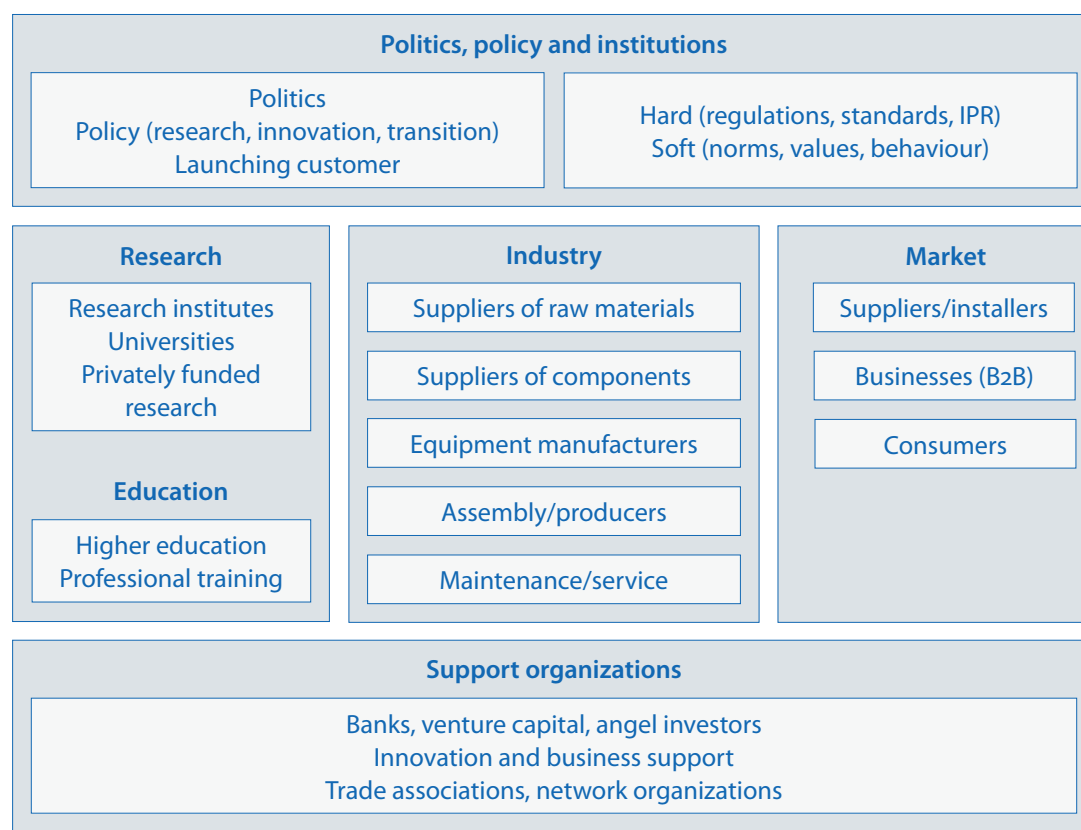 Politics, policy and institutions
Politics
Policy (research, innovation, transition)
Launching customer
Hard (regulations, standards, IPR)
Soft (norms, values, behaviour)
Research
Research institutes
Universities
Privately funded
research
Education
Higher education
Professional training
Industry
Suppliers of raw materials
Suppliers of components
Equipment manufacturers
Assembly/producers
Maintenance/service
Market
Suppliers/installers
Businesses (B2B)
Consumers
Support organizations
Banks, venture capital, angel investors
Innovation and business support
Trade associations, network organizations